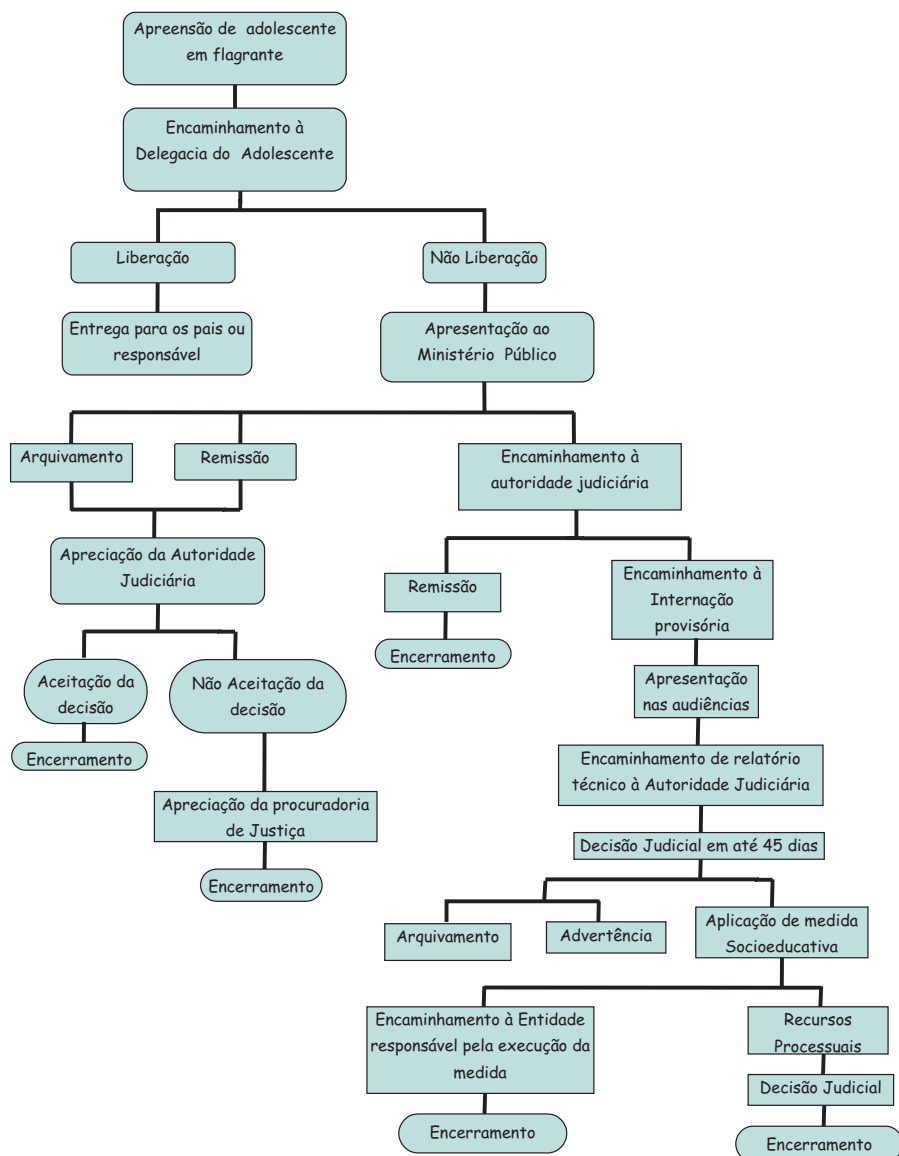 Apreensão de adolescente
em flagrante
Encaminhamento à
Delegacia do Adolescente
Liberação
Não Liberação
Entrega para os pais ou
responsável
Apresentação ao
Ministério Público
Arquivamento
Remissão
Encaminhamento à
autoridade judiciária
Apreciação da Autoridade
Judiciária
Remissão
Encaminhamento à
Internação
provisória
Encerramento
Aceitação da
decisão
Não Aceitação da
decisão
Apresentação
nas audiências
Encerramento
Encaminhamento de relatório
técnico à Autoridade Judiciária
Apreciação da procuradoria
de Justiça
Decisão Judicial em até 45 dias
Encerramento
Arquivamento
Advertência
Aplicação de medida
Socioeducativa
Encaminhamento à Entidade
responsável pela execução da
medida
Recursos
Processuais
Decisão Judicial
Encerramento
Encerramento